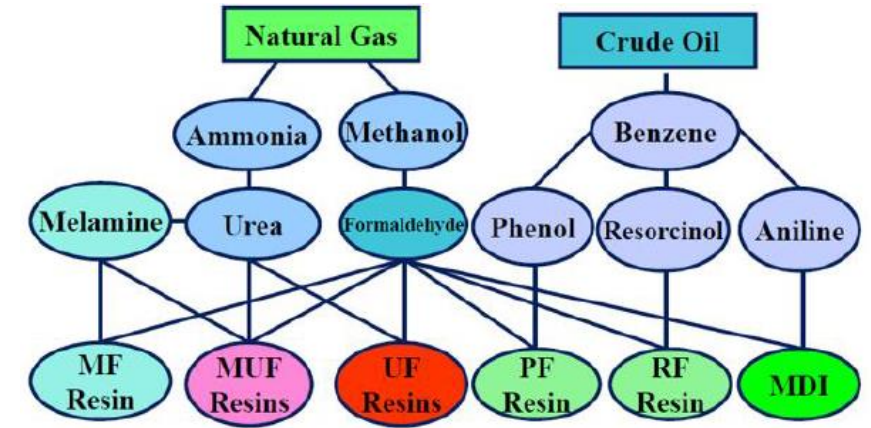 Natural Gas
Crude Oil
Ammonia
Methanol
Benzene
Melamine
Urea
Formaldehyde
Phenol
Resorcinol
Aniline
MF
Resin
MUF
Resins
UF
Resins
PF
Resin
RF
Resin
MDI